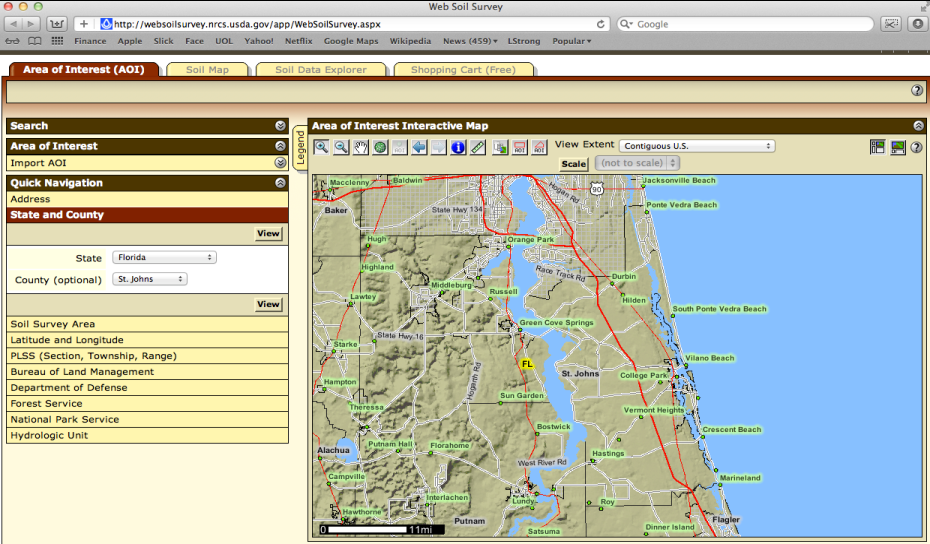 Web Soil Survey
http://websoilsurvey.nrcs.usda.gov/app/WebSoilSurvey.aspx
Google
Finance Apple Slick Face UOL Yahoo! Netflix Google Maps Wikipedia News (459) LStrong Popular
Area of Interest (AOI) Soil Map Soil Data Explorer Shopping Cart (Free)
?
Search
Area of Interest
Import AOI
Quick Navigation
Address
State and County
View
State Florida
County (optional) St. Johns
View
Soil Survey Area
Latitude and Longitude
PLSS (Section, Township, Range)
Bureau of Land Management
Department of Defense
Forest Service
National Park Service
Hydrologic Unit
Legend
Area of Interest Interactive Map
AOI AOI View Extent Contiguous U.S. ?
Scale (not to scale)
Macclenny Baldwin Hogan Rd 90 Jacksonville Beach
Baker State Hwy 134 Ponte Vedra Beach
Hugh Orange Park
Highland Race Track Rd Durbin
Middleburg Russell Hilden
Lawtey South Ponte Vedra Beach
Green Cove Springs
State Hwy 16
Starke Vilano Beach
FL St. Johns College Park
Hampton Hogarth Rd
Sun Garden
Theressa Vermont Heights
Bostwick Crescent Beach
Putnam Hall Florahome
Alachua Hastings
West River Rd
Campville Marineland
Interlachen Lundy Roy
Hawthorne Putnam Flagler
Satsuma Dinner Island
0 11mi